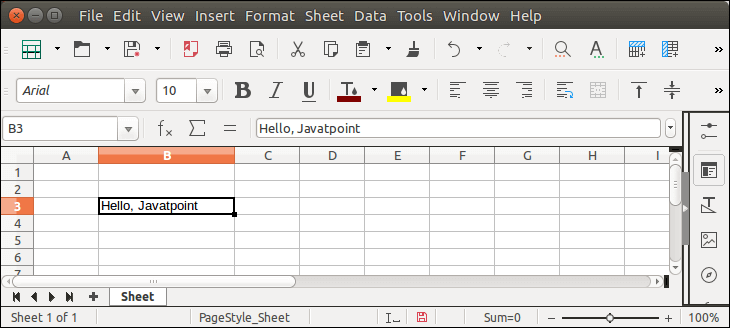 File Edit View Insert Format Sheet Data Tools Window Help
Arial 10 B I U T
B3 fx Σ = Hello, Javatpoint
A B C D E F G H I
1
2
3 Hello, Javatpoint
4
5
6
7
Sheet
Sheet 1 of 1 PageStyle_Sheet Sum=0 100%